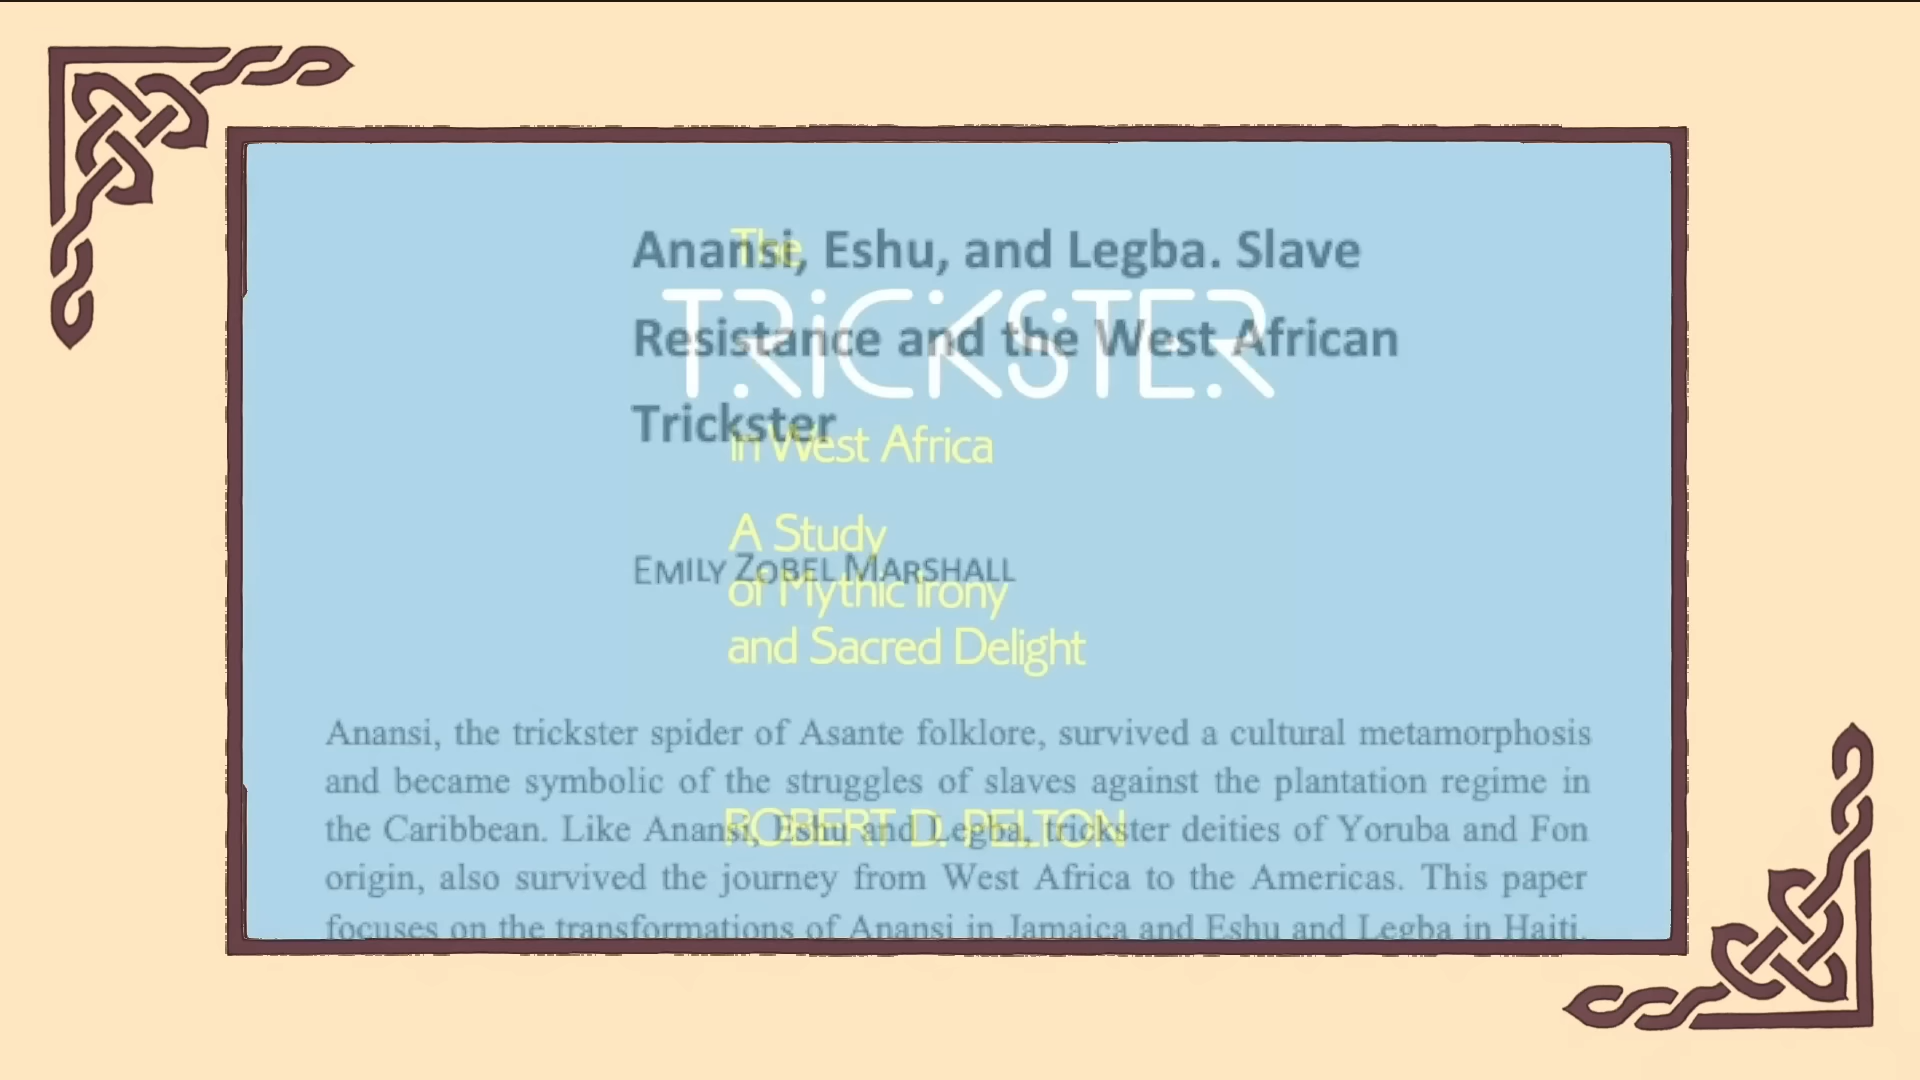 Anansi, Eshu, and Legba. Slave
Resistance and the West African
Trickster
EMILY ZOBEL MARSHALL
Anansi, the trickster spider of Asante folklore, survived a cultural metamorphosis
and became symbolic of the struggles of slaves against the plantation regime in
the Caribbean. Like Anansi, Eshu and Legba, trickster deities of Yoruba and Fon
origin, also survived the journey from West Africa to the Americas. This paper
focuses on the transformations of Anansi in Jamaica and Eshu and Legba in Haiti.
The
TRiCKSTER
in West Africa
A Study
of Mythic Irony
and Sacred Delight
ROBERT D. PELTON